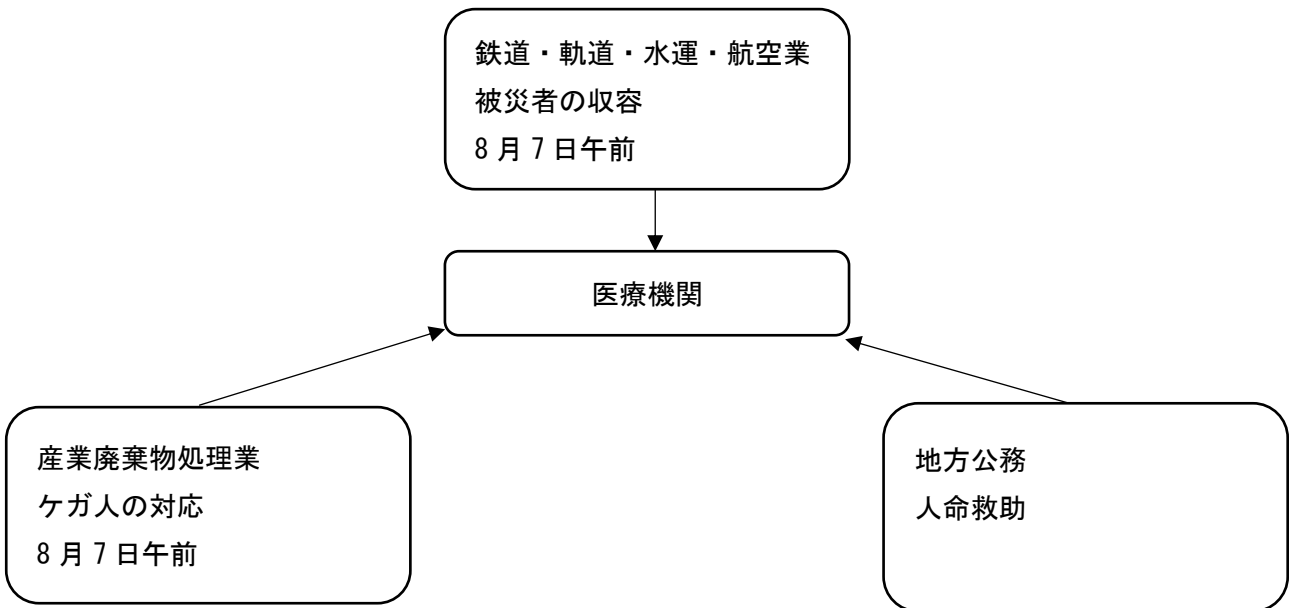 鉄道・軌道・水運・航空業
被災者の収容
8月7日午前
医療機関
産業廃棄物処理業
ケガ人の対応
8月7日午前
地方公務
人命救助